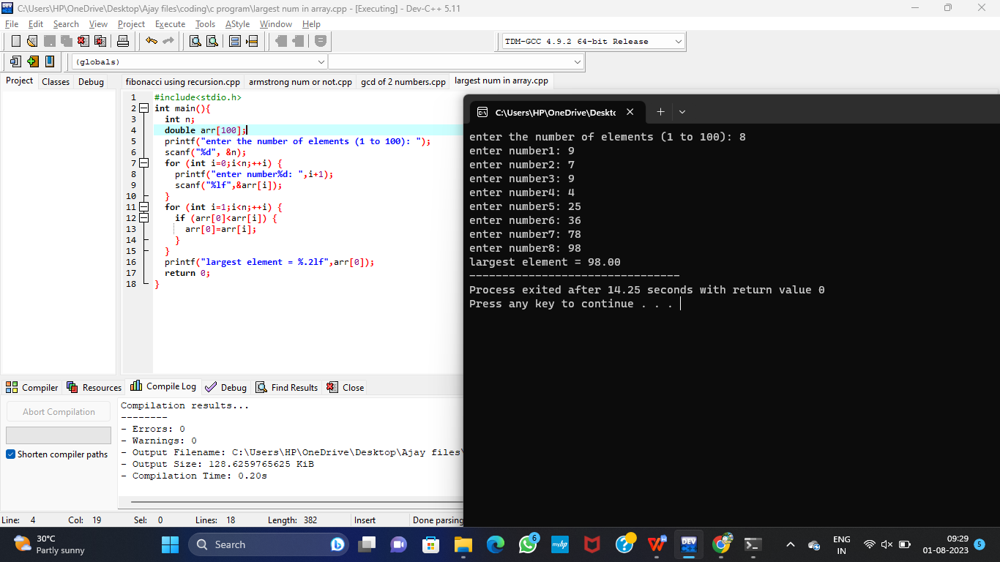 C:\Users\HP\OneDrive\Desktop\Ajay files\coding\c program\largest num in array.cpp - [Executing] - Dev-C++ 5.11
File Edit Search View Project Execute Tools AStyle Window Help
TDM-GCC 4.9.2 64-bit Release
(globals)
Project Classes Debug
fibonacci using recursion.cpp armstrong num or not.cpp gcd of 2 numbers.cpp largest num in array.cpp
1 #include<stdio.h>
2 int main(){
3 int n;
4 double arr[100];
5 printf("enter the number of elements (1 to 100): ");
6 scanf("%d", &n);
7 for (int i=0;i<n;++i) {
8 printf("enter number%d: ",i+1);
9 scanf("%lf",&arr[i]);
10 }
11 for (int i=1;i<n;++i) {
12 if (arr[0]<arr[i]) {
13 arr[0]=arr[i];
14 }
15 }
16 printf("largest element = %.2lf",arr[0]);
17 return 0;
18 }
C:\Users\HP\OneDrive\Deskto
enter the number of elements (1 to 100): 8
enter number1: 9
enter number2: 7
enter number3: 9
enter number4: 4
enter number5: 25
enter number6: 36
enter number7: 78
enter number8: 98
largest element = 98.00
--------------------------------
Process exited after 14.25 seconds with return value 0
Press any key to continue . . .
Compiler Resources Compile Log Debug Find Results Close
Abort Compilation
Shorten compiler paths
Compilation results...
--------
- Errors: 0
- Warnings: 0
- Output Filename: C:\Users\HP\OneDrive\Desktop\Ajay files\
- Output Size: 128.6259765625 KiB
- Compilation Time: 0.20s
Line: 4 Col: 19 Sel: 0 Lines: 18 Length: 382 Insert Done parsing
30°C
Partly sunny
Search
6
myhp
DEV
ENG
IN
09:29
01-08-2023
5